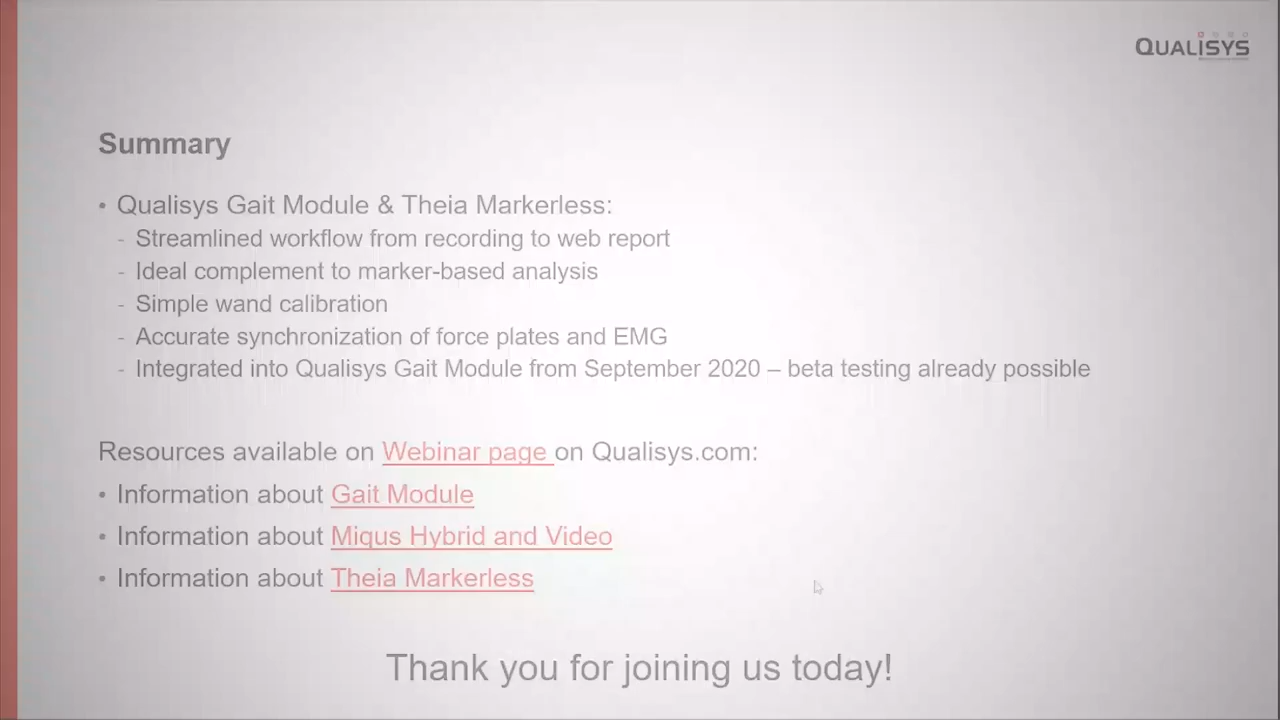 QUALISYS
Summary
• Qualisys Gait Module & Theia Markerless:
- Streamlined workflow from recording to web report
- Ideal complement to marker-based analysis
- Simple wand calibration
- Accurate synchronization of force plates and EMG
- Integrated into Qualisys Gait Module from September 2020 – beta testing already possible
Resources available on Webinar page on Qualisys.com:
• Information about Gait Module
• Information about Miqus Hybrid and Video
• Information about Theia Markerless
Thank you for joining us today!